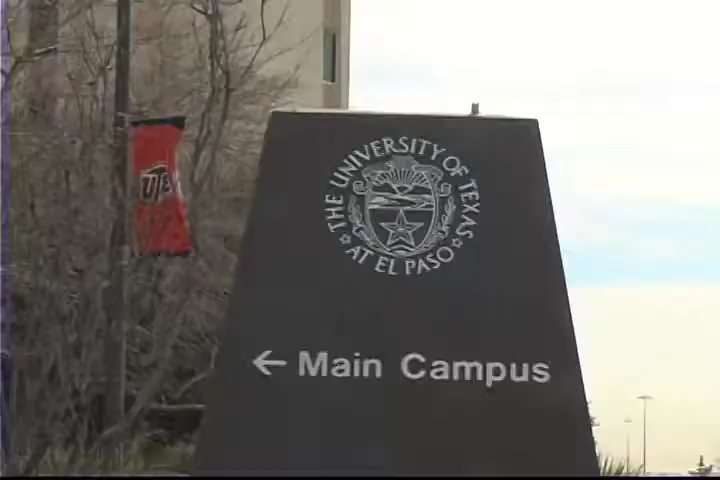 THE UNIVERSITY OF TEXAS
AT EL PASO
← Main Campus